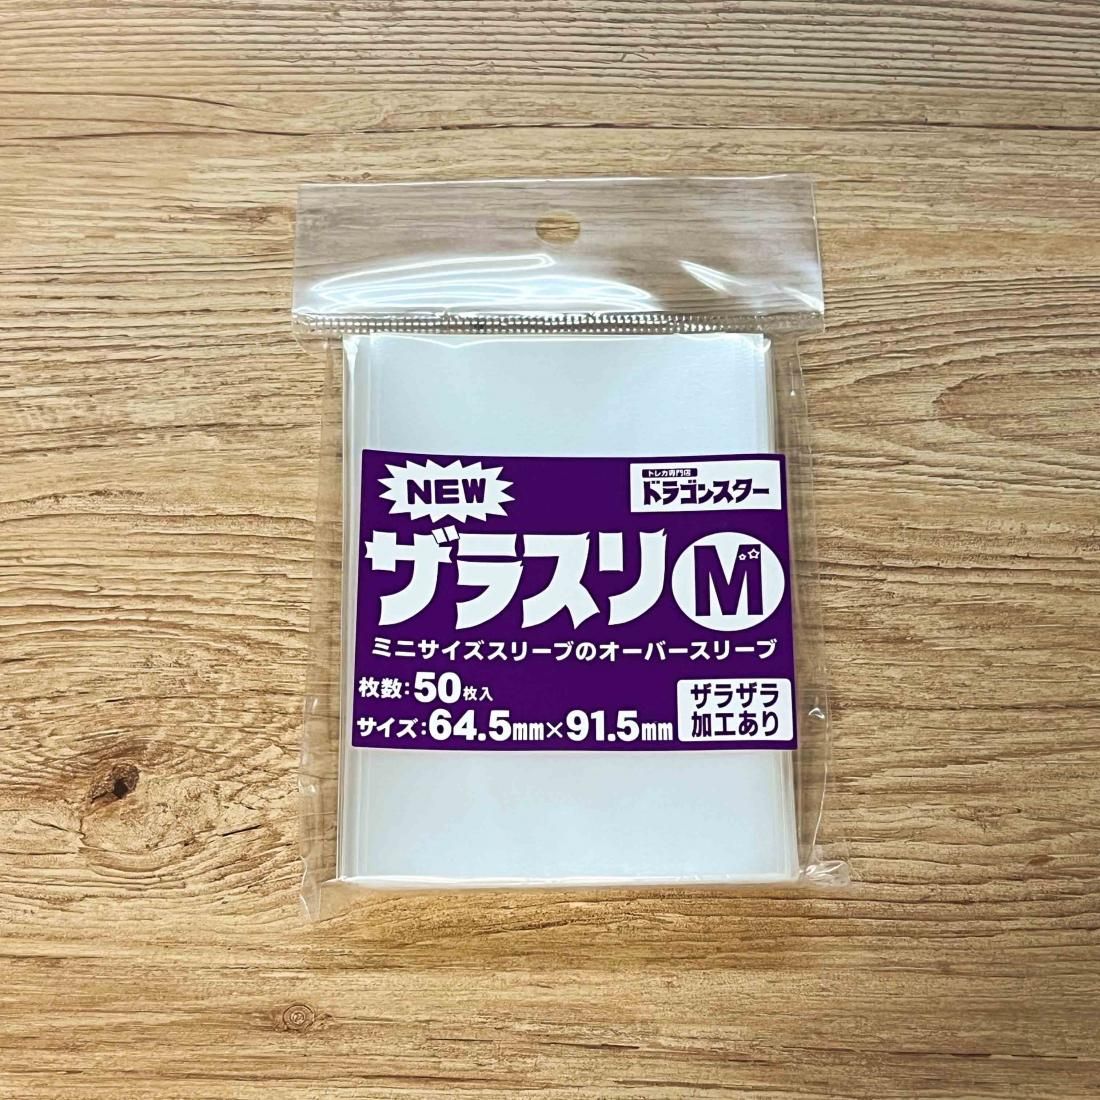 NEW
トレカ専門店
ドラゴンスター
ザラスリM
ミニサイズスリーブのオーバースリーブ
枚数:50枚入
サイズ:64.5mm×91.5mm
ザラザラ
加工あり